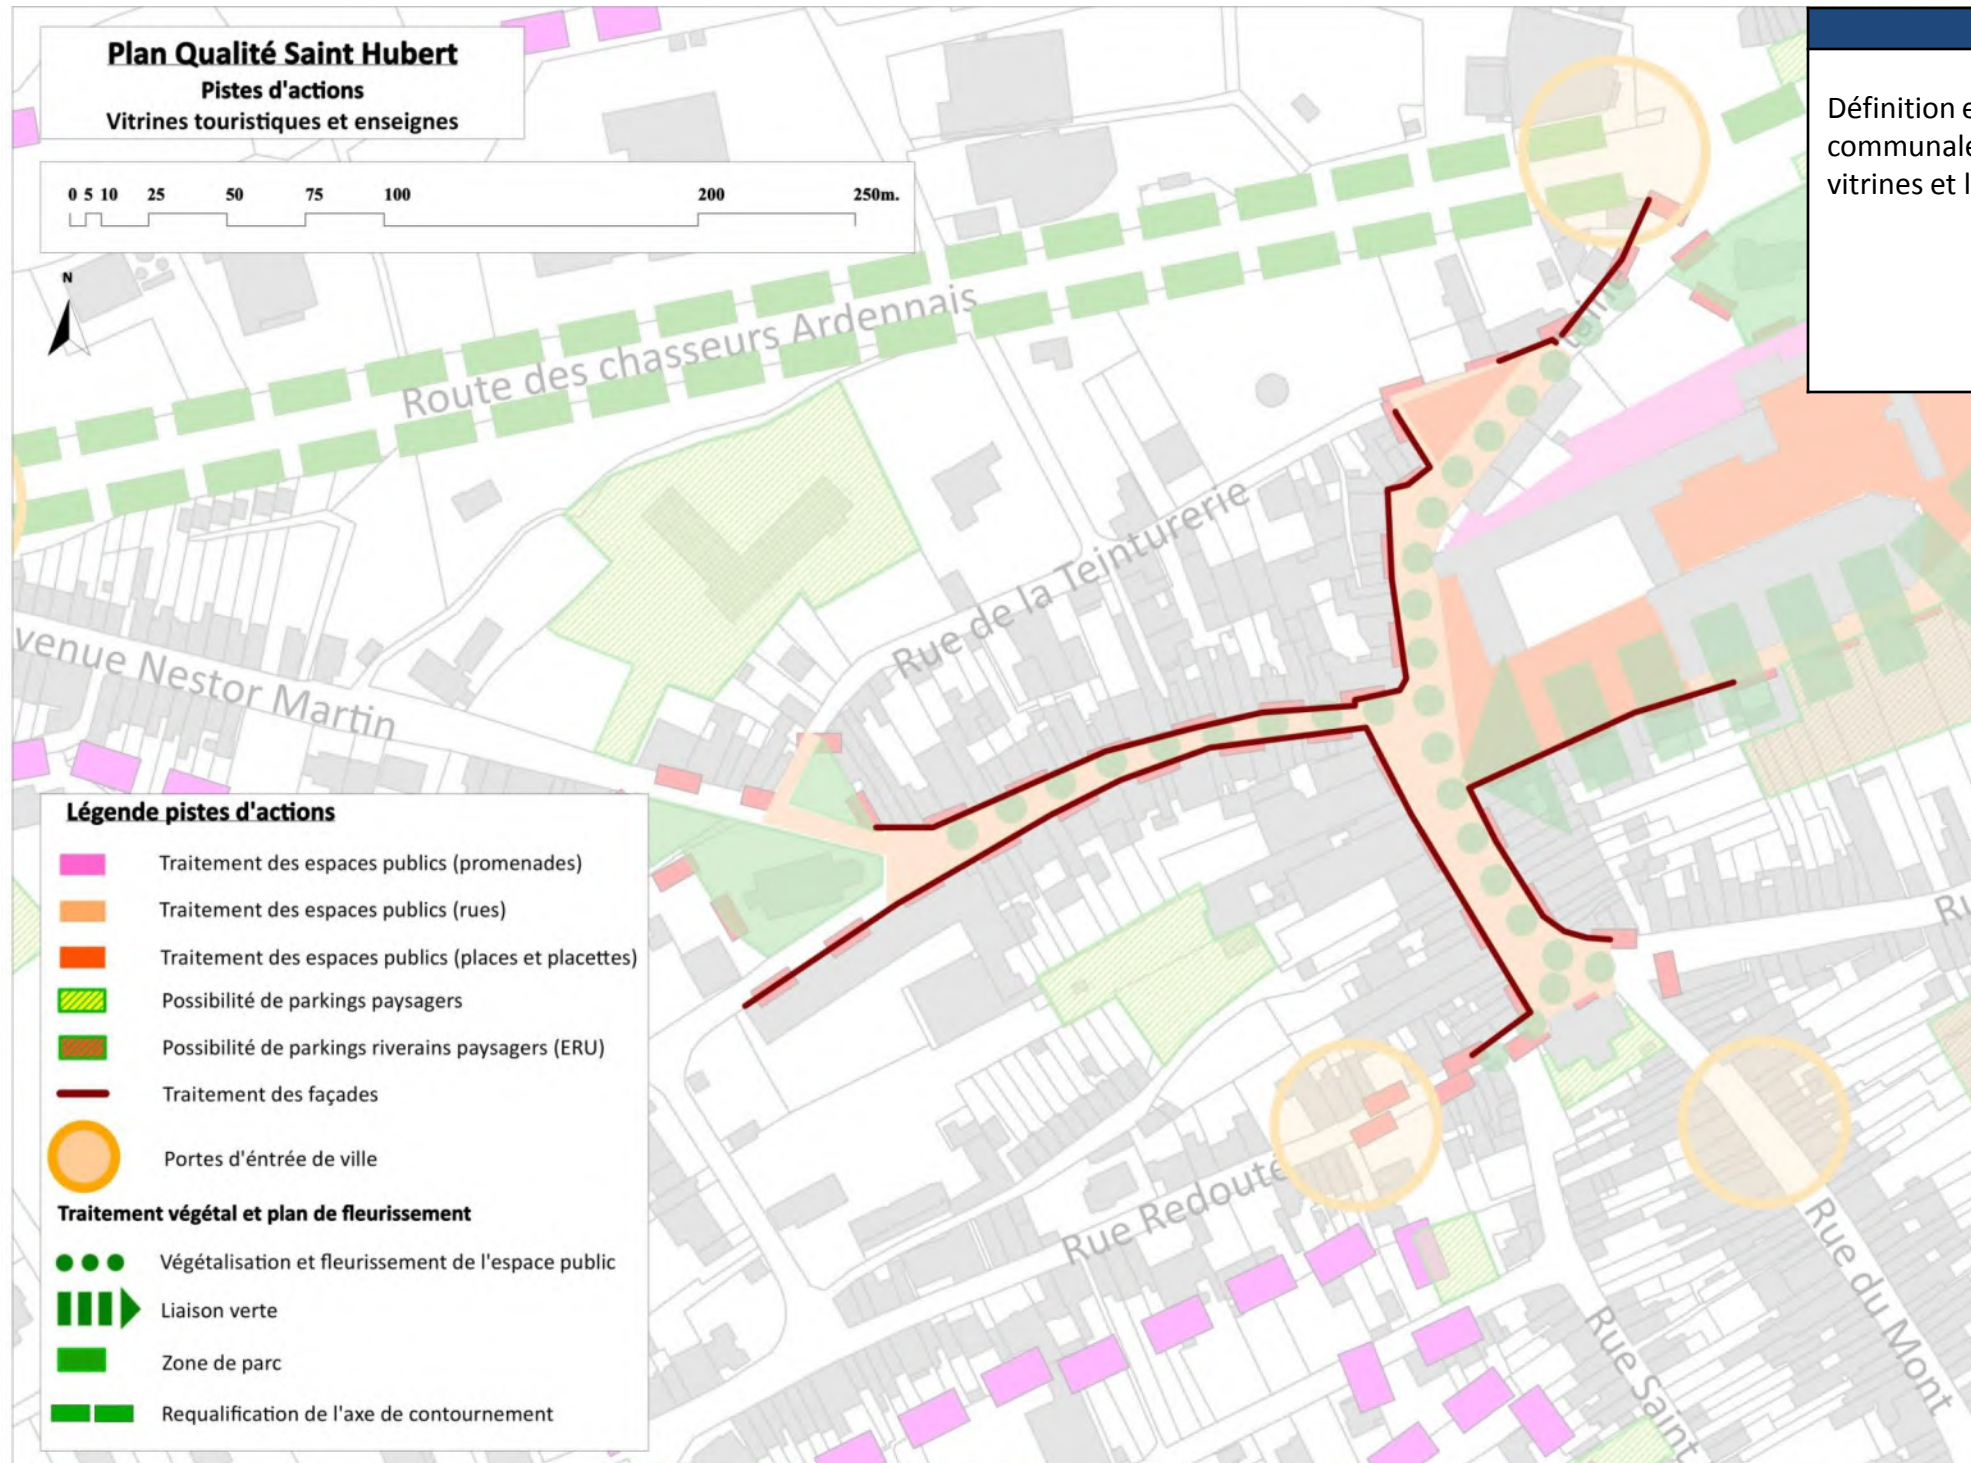 Plan Qualité Saint Hubert
Pistes d'actions
Vitrines touristiques et enseignes
0 5 10 25 50 75 100 200 250m.
N
Définition e
communale
vitrines et l
Route des chasseurs Ardennais
Rue de la Teinturerie
venue Nestor Martin
Ru
Rue Redouté
Rue du Mont
Rue Saint
Légende pistes d'actions
Traitement des espaces publics (promenades)
Traitement des espaces publics (rues)
Traitement des espaces publics (places et placettes)
Possibilité de parkings paysagers
Possibilité de parkings riverains paysagers (ERU)
Traitement des façades
Portes d'éntrée de ville
Traitement végétal et plan de fleurissement
Végétalisation et fleurissement de l'espace public
Liaison verte
Zone de parc
Requalification de l'axe de contournement